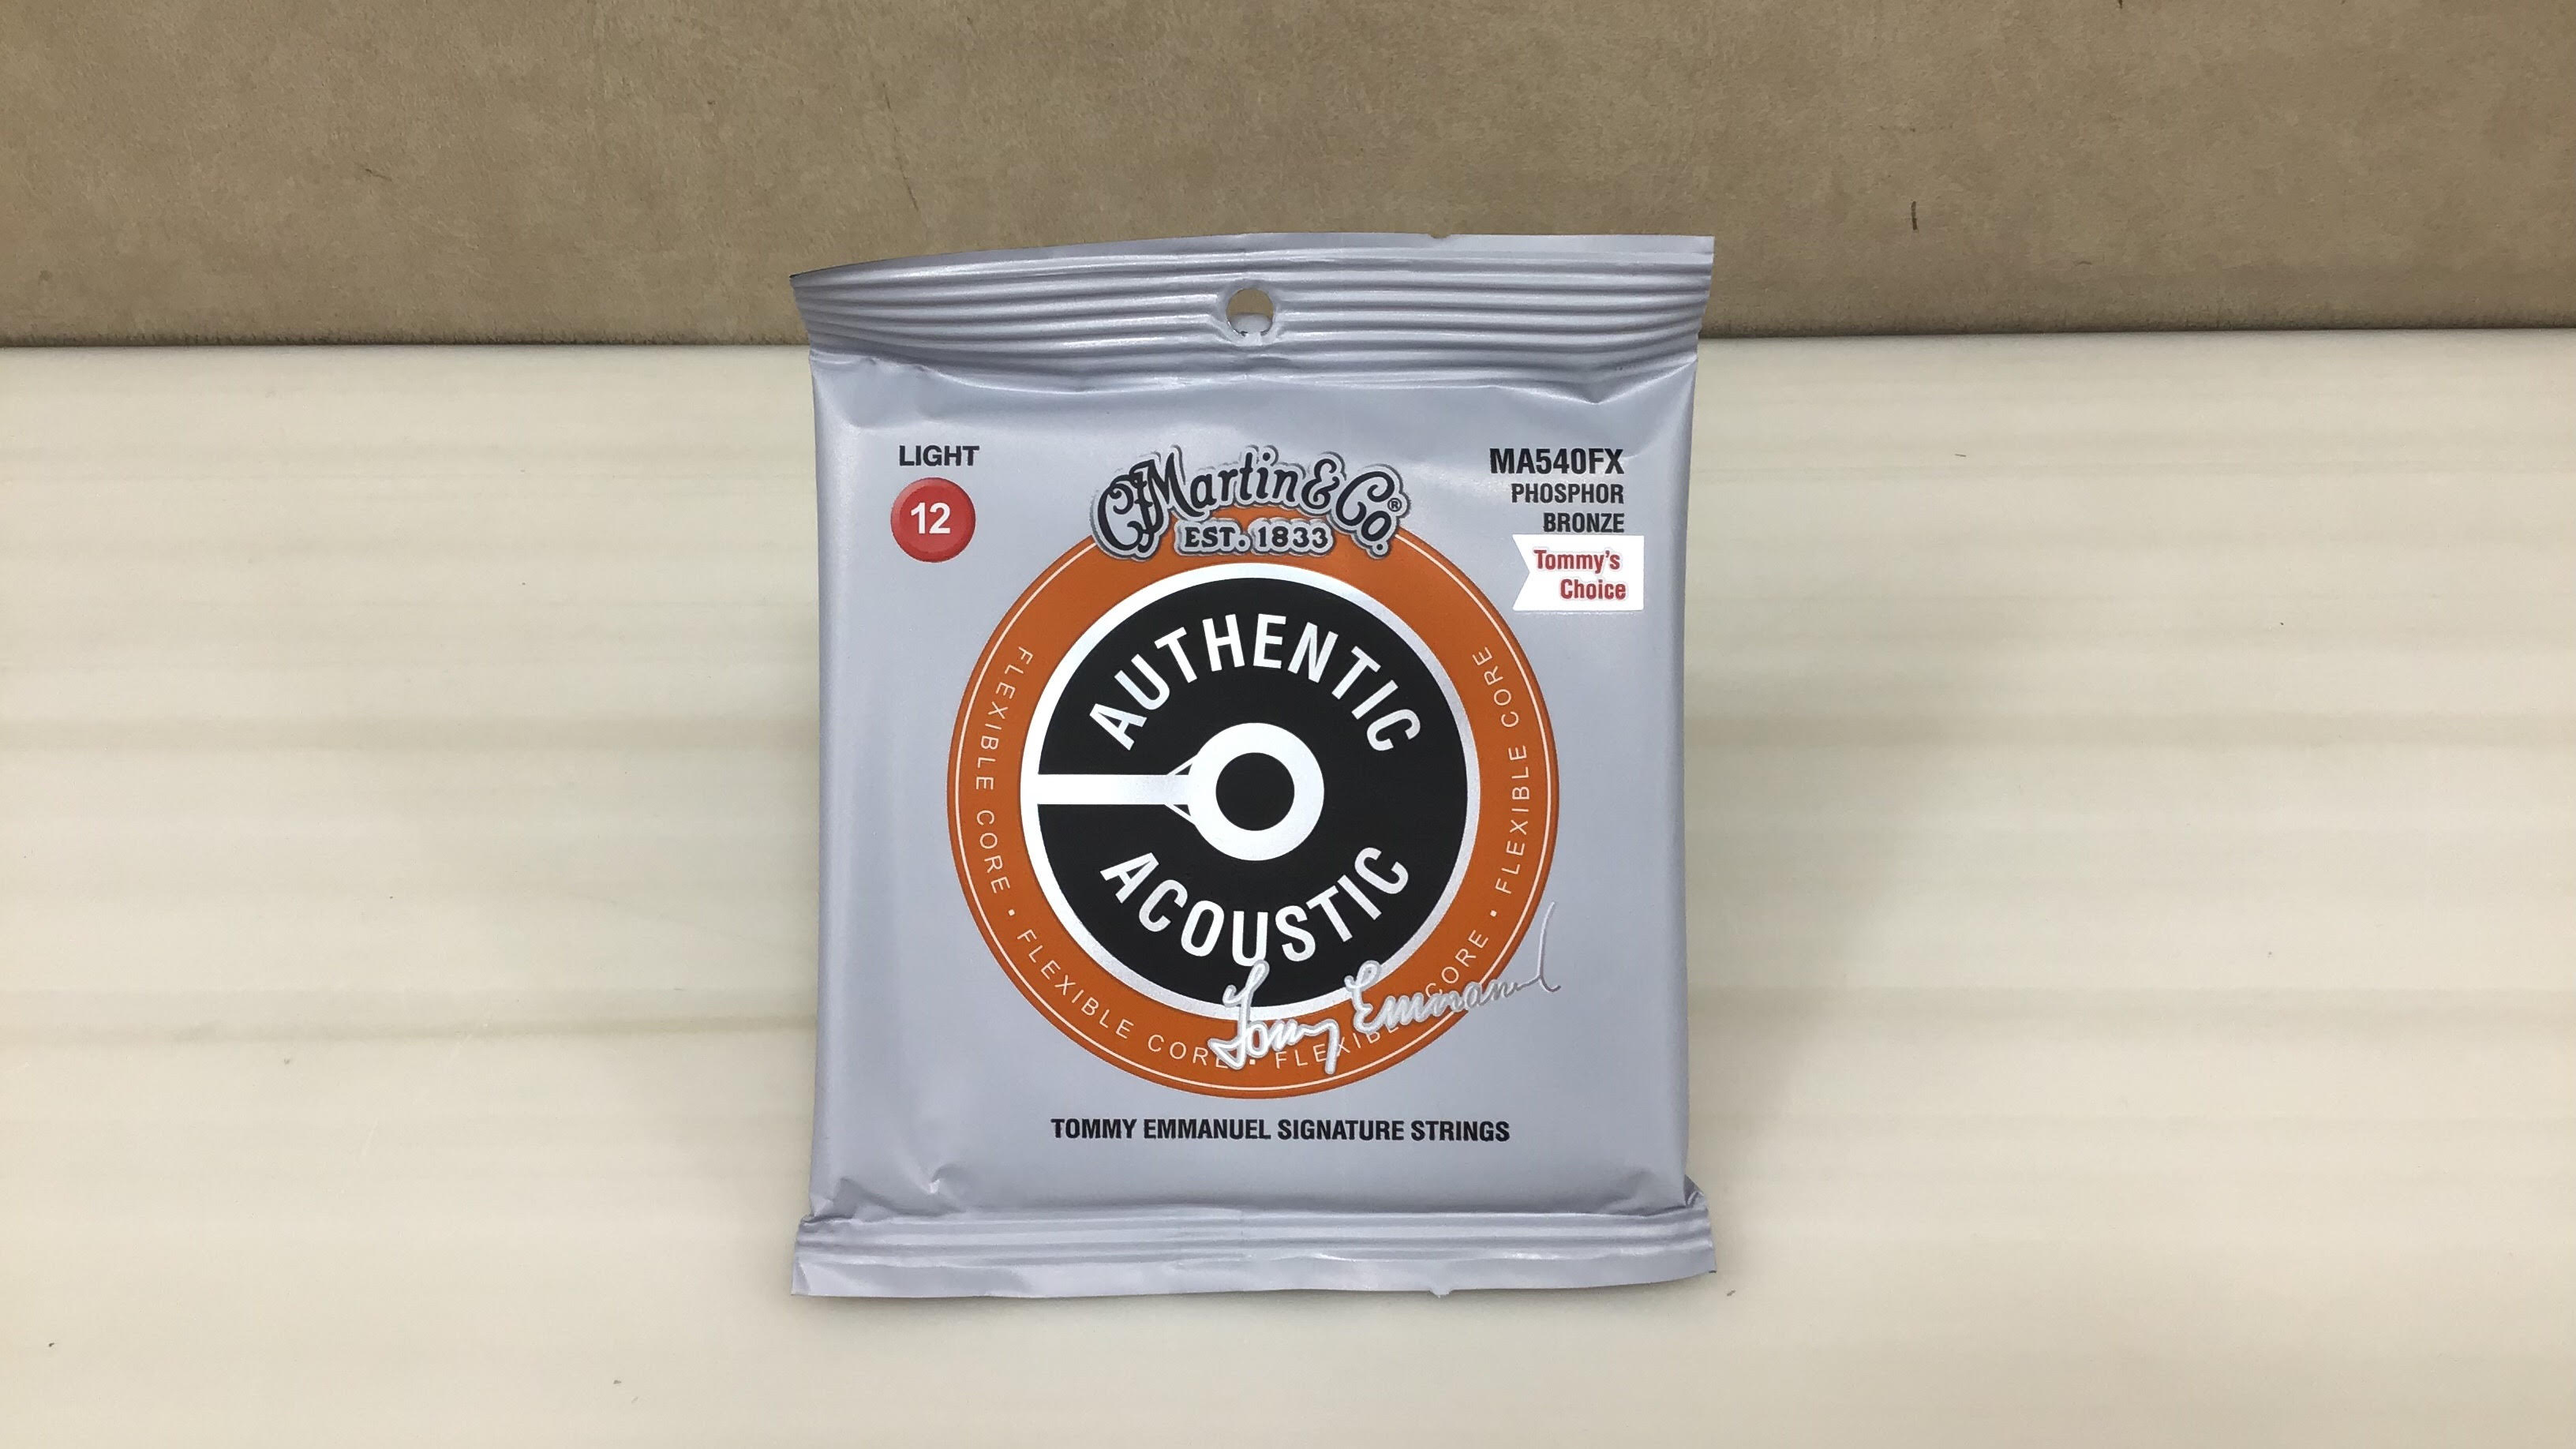 LIGHT
12
CF Martin & Co.®
EST. 1833
MA540FX
PHOSPHOR
BRONZE
Tommy's
Choice
AUTHENTIC
ACOUSTIC
FLEXIBLE CORE • FLEXIBLE CORE • FLEXIBLE CORE • FLEXIBLE CORE
Tommy Emmanuel
TOMMY EMMANUEL SIGNATURE STRINGS